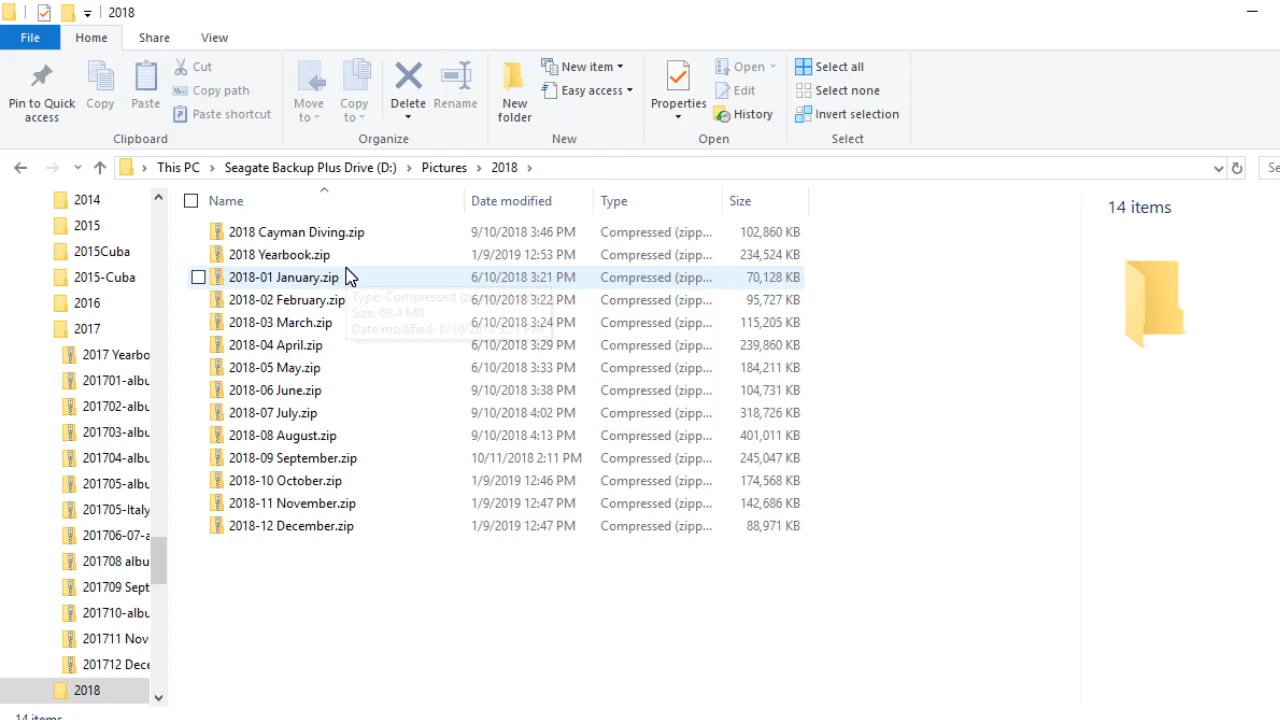 2018
File Home Share View
Pin to Quick access
Copy
Paste
Cut
Copy path
Paste shortcut
Clipboard
Move to
Copy to
Delete
Rename
Organize
New folder
New item
Easy access
New
Properties
Open
Edit
History
Open
Select all
Select none
Invert selection
Select
This PC > Seagate Backup Plus Drive (D:) > Pictures > 2018 >
Se
2014
2015
2015Cuba
2015-Cuba
2016
2017
2017 Yearbo
201701-albu
201702-albu
201703-albu
201704-albu
201705-albu
201705-Italy
201706-07-a
201708 albu
201709 Sept
201710-albu
201711 Nov
201712 Dece
2018
Name Date modified Type Size
2018 Cayman Diving.zip 9/10/2018 3:46 PM Compressed (zipp... 102,860 KB
2018 Yearbook.zip 1/9/2019 12:53 PM Compressed (zipp... 234,524 KB
2018-01 January.zip 6/10/2018 3:21 PM Compressed (zipp... 70,128 KB
2018-02 February.zip 6/10/2018 3:22 PM Compressed (zipp... 95,727 KB
2018-03 March.zip 6/10/2018 3:24 PM Compressed (zipp... 115,205 KB
2018-04 April.zip 6/10/2018 3:29 PM Compressed (zipp... 239,860 KB
2018-05 May.zip 6/10/2018 3:33 PM Compressed (zipp... 184,211 KB
2018-06 June.zip 9/10/2018 3:38 PM Compressed (zipp... 104,731 KB
2018-07 July.zip 9/10/2018 4:02 PM Compressed (zipp... 318,726 KB
2018-08 August.zip 9/10/2018 4:13 PM Compressed (zipp... 401,011 KB
2018-09 September.zip 10/11/2018 2:11 PM Compressed (zipp... 245,047 KB
2018-10 October.zip 1/9/2019 12:46 PM Compressed (zipp... 174,568 KB
2018-11 November.zip 1/9/2019 12:47 PM Compressed (zipp... 142,686 KB
2018-12 December.zip 1/9/2019 12:47 PM Compressed (zipp... 88,971 KB
Type: Compressed
Size: 68.4 MB
Date modified: 6/10/2018 3:21 PM
14 items
14 items